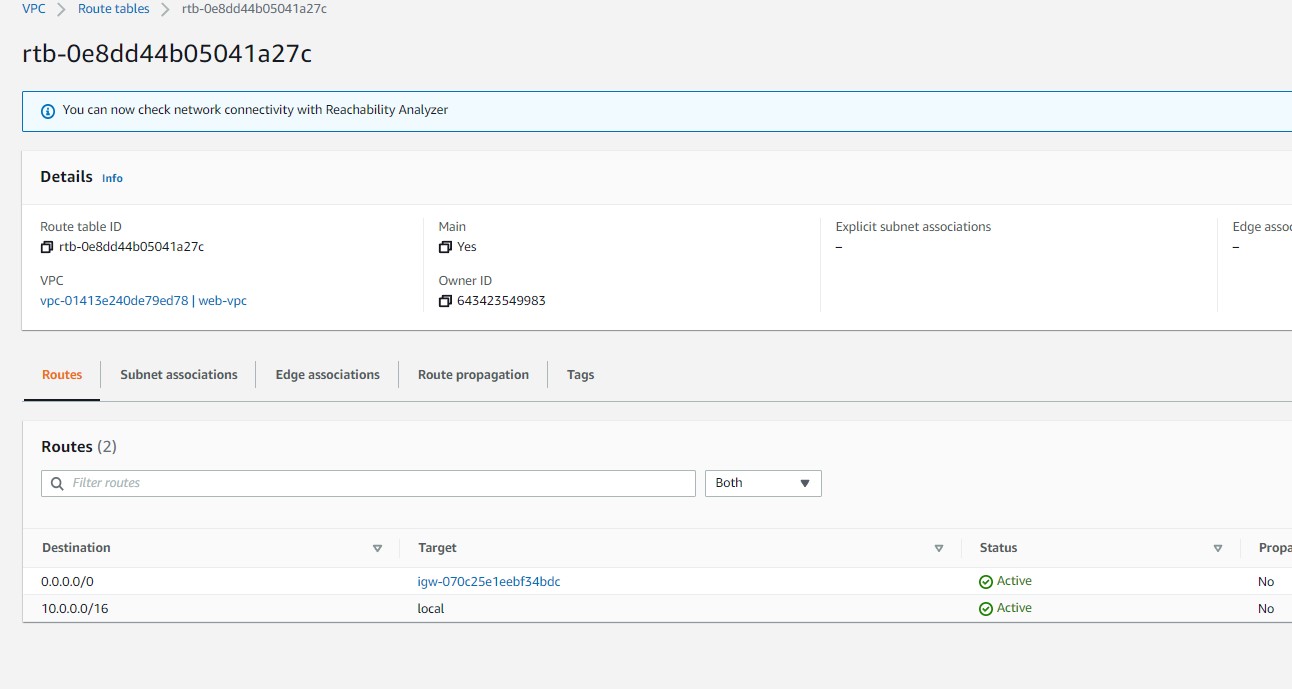 VPC > Route tables > rtb-0e8dd44b05041a27c
rtb-0e8dd44b05041a27c
You can now check network connectivity with Reachability Analyzer
Details Info
Route table ID Main Explicit subnet associations Edge asso
rtb-0e8dd44b05041a27c Yes – –
VPC Owner ID
vpc-01413e240de79ed78 | web-vpc 643423549983
Routes Subnet associations Edge associations Route propagation Tags
Routes (2)
Filter routes Both
Destination Target Status Propa
0.0.0.0/0 igw-070c25e1eebf34bdc Active No
10.0.0.0/16 local Active No